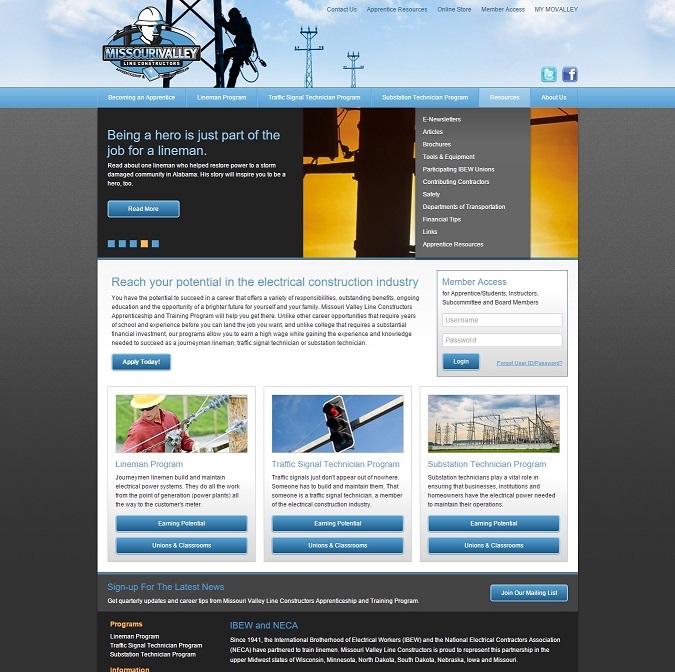 Contact Us Apprentice Resources Online Store Member Access MY MOVALLEY
MISSOURI VALLEY
LINE CONSTRUCTORS
Becoming an Apprentice Lineman Program Traffic Signal Technician Program Substation Technician Program Resources About Us
Being a hero is just part of the
job for a lineman.
Read about one lineman who helped restore power to a storm
damaged community in Alabama. His story will inspire you to be a
hero, too.
Read More
E-Newsletters
Articles
Brochures
Tools & Equipment
Participating IBEW Unions
Contributing Contractors
Safety
Departments of Transportation
Financial Tips
Links
Apprentice Resources
Reach your potential in the electrical construction industry
You have the potential to succeed in a career that offers a variety of responsibilities, outstanding benefits, ongoing
education and the opportunity of a brighter future for yourself and your family. Missouri Valley Line Constructors
Apprenticeship and Training Program will help you get there. Unlike other career opportunities that require years
of school and experience before you can land the job you want, and unlike college that requires a substantial
financial investment, our programs allow you to earn a high wage while gaining the experience and knowledge
needed to succeed as a journeyman lineman, traffic signal technician or substation technician.
Apply Today!
Member Access
for Apprentice/Students, Instructors,
Subcommittee and Board Members
Username
Password
Login Forgot User ID/Password?
Lineman Program
Journeymen linemen build and maintain
electrical power systems. They do all the work
from the point of generation (power plants) all
the way to the customer's meter.
Earning Potential
Unions & Classrooms
Traffic Signal Technician Program
Traffic signals just don't appear out of nowhere.
Someone has to build and maintain them. That
someone is a traffic signal technician, a member
of the electrical construction industry.
Earning Potential
Unions & Classrooms
Substation Technician Program
Substation technicians play a vital role in
ensuring that businesses, institutions and
homeowners have the electrical power needed
to maintain their operations.
Earning Potential
Unions & Classrooms
Sign-up For The Latest News
Get quarterly updates and career tips from Missouri Valley Line Constructors Apprenticeship and Training Program.
Join Our Mailing List
Programs
Lineman Program
Traffic Signal Technician Program
Substation Technician Program
Information
IBEW and NECA
Since 1941, the International Brotherhood of Electrical Workers (IBEW) and the National Electrical Contractors Association
(NECA) have partnered to train linemen. Missouri Valley Line Constructors is proud to represent this partnership in the
upper Midwest states of Wisconsin, Minnesota, North Dakota, South Dakota, Nebraska, Iowa and Missouri.